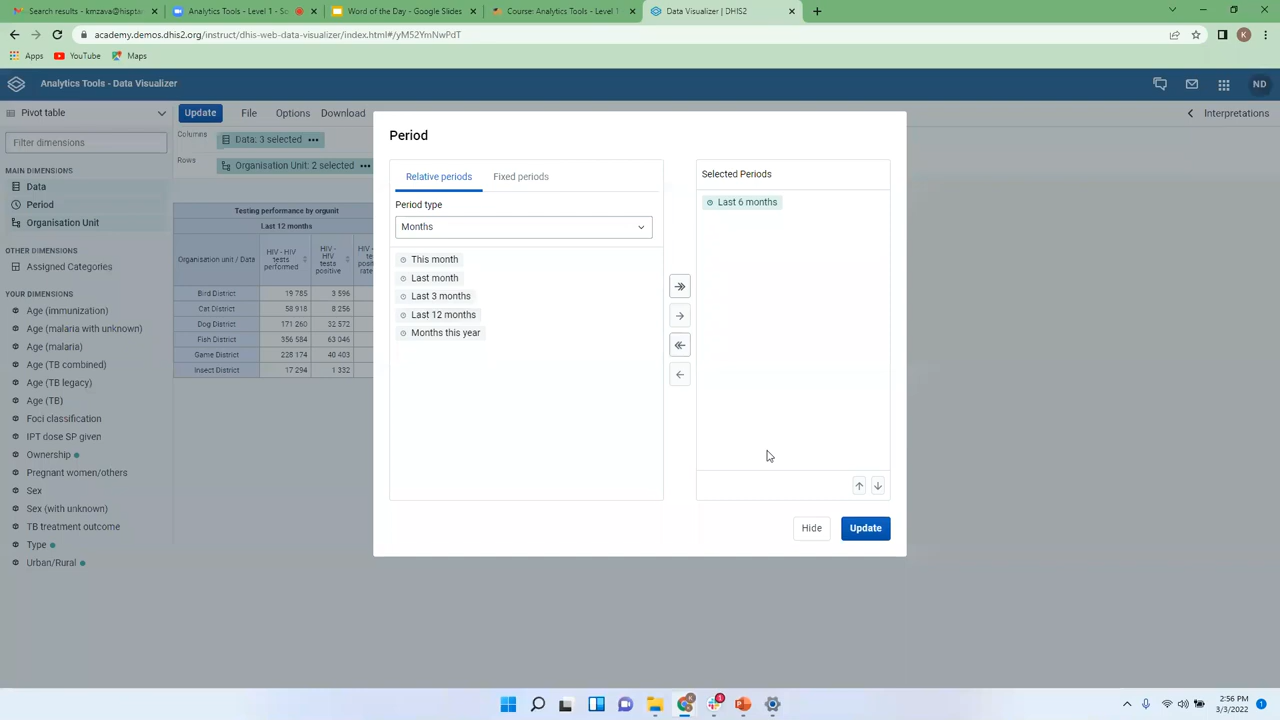 Search results - kmzava@hisptan
Analytics Tools - Level 1 - So
Word of the Day - Google Slides
Course: Analytics Tools - Level 1
Data Visualizer | DHIS2
academy.demos.dhis2.org/instruct/dhis-web-data-visualizer/index.html#/yM52YmNwPdT
K
Apps
YouTube
Maps
Analytics Tools - Data Visualizer
ND
Pivot table
Update
File
Options
Download
Interpretations
Filter dimensions
Columns
Data: 3 selected
Rows
Organisation Unit: 2 selected
MAIN DIMENSIONS
Data
Period
Organisation Unit
OTHER DIMENSIONS
Assigned Categories
YOUR DIMENSIONS
Age (immunization)
Age (malaria with unknown)
Age (malaria)
Age (TB combined)
Age (TB legacy)
Age (TB)
Foci classification
IPT dose SP given
Ownership
Pregnant women/others
Sex
Sex (with unknown)
TB treatment outcome
Type
Urban/Rural
Testing performance by orgunit
Last 12 months
Organisation unit / Data
HIV - HIV tests performed
HIV - HIV tests positive
Bird District 19 785 3 596
Cat District 58 918 8 256
Dog District 171 260 32 572
Fish District 356 584 63 046
Game District 228 174 40 403
Insect District 17 294 1 332
Period
Relative periods
Fixed periods
Period type
Months
This month
Last month
Last 3 months
Last 12 months
Months this year
Selected Periods
Last 6 months
Hide
Update
2:56 PM
3/3/2022